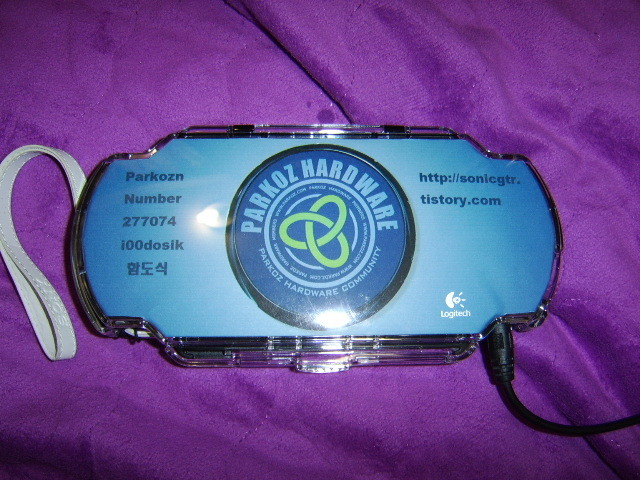 Parkozn
Number
277074
i00dosik
함도식
PARKOZ HARDWARE
PARKOZ HARDWARE COMMUNITY
http://sonicgtr.
tistory.com
Logitech